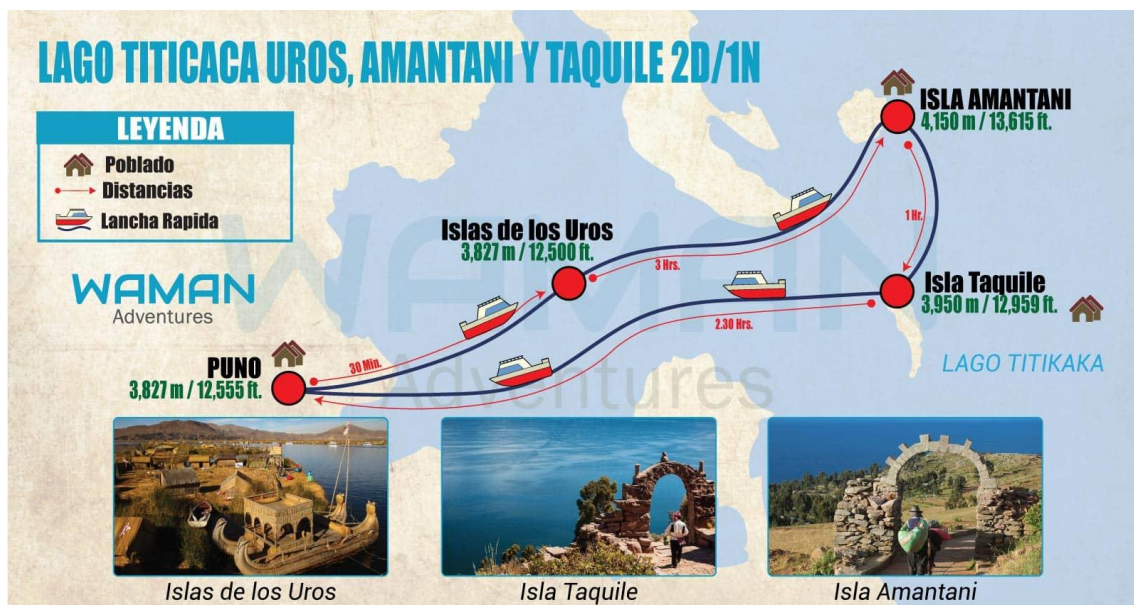 LAGO TITICACA UROS, AMANTANI Y TAQUILE 2D/1N
LEYENDA
Poblado
Distancias
Lancha Rapida
WAMAN
Adventures
ISLA AMANTANI
4,150 m / 13,615 ft.
1 Hr.
Islas de los Uros
3,827 m / 12,500 ft.
3 Hrs.
Isla Taquile
3,950 m / 12,959 ft.
2.30 Hrs.
LAGO TITIKAKA
PUNO
3,827 m / 12,555 ft.
30 Min.
WAMAN
Adventures
Islas de los Uros
Isla Taquile
Isla Amantani